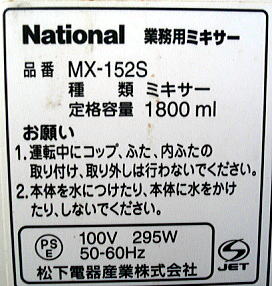 National 業務用ミキサー
品番 MX-152S
種類 ミキサー
定格容量 1800 ml
お願い
1.運転中にコップ、ふた、内ふたの
取り付け、取り外しは行わないでください。
2.本体を水につけたり、本体に水をかけ
たり、しないでください。
PS
E
100V 295W
50-60Hz
松下電器産業株式会社
S
JET